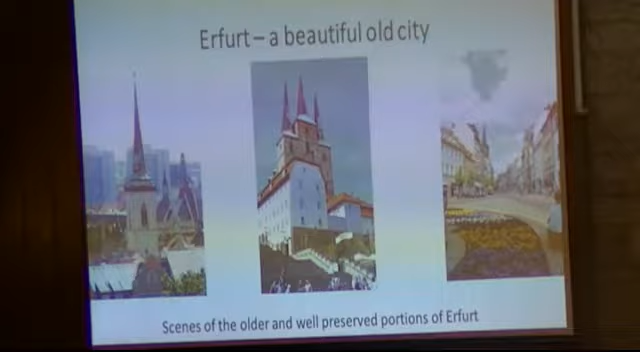 Erfurt – a beautiful old city
Scenes of the older and well preserved portions of Erfurt